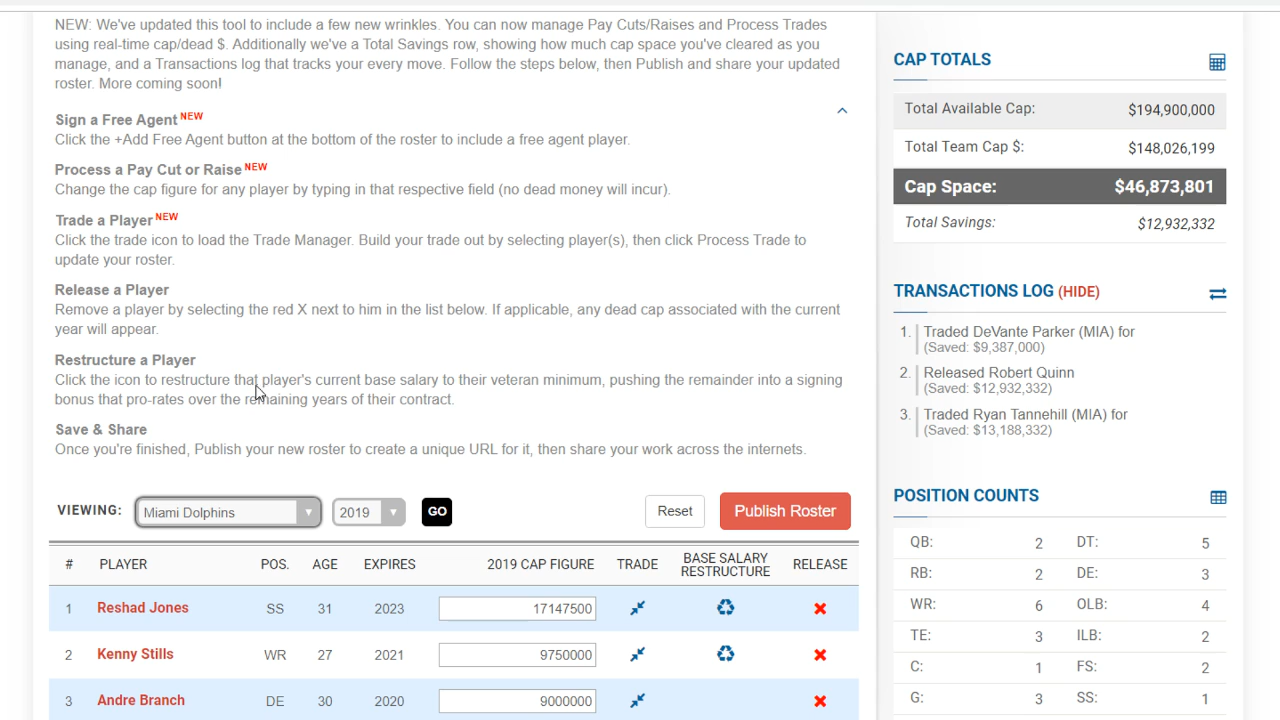 NEW: We've updated this tool to include a few new wrinkles. You can now manage Pay Cuts/Raises and Process Trades
using real-time cap/dead $. Additionally we've a Total Savings row, showing how much cap space you've cleared as you
manage, and a Transactions log that tracks your every move. Follow the steps below, then Publish and share your updated
roster. More coming soon!
Sign a Free Agent NEW
Click the +Add Free Agent button at the bottom of the roster to include a free agent player.
Process a Pay Cut or Raise NEW
Change the cap figure for any player by typing in that respective field (no dead money will incur).
Trade a Player NEW
Click the trade icon to load the Trade Manager. Build your trade out by selecting player(s), then click Process Trade to
update your roster.
Release a Player
Remove a player by selecting the red X next to him in the list below. If applicable, any dead cap associated with the current
year will appear.
Restructure a Player
Click the icon to restructure that player's current base salary to their veteran minimum, pushing the remainder into a signing
bonus that pro-rates over the remaining years of their contract.
Save & Share
Once you're finished, Publish your new roster to create a unique URL for it, then share your work across the internets.
VIEWING: Miami Dolphins 2019 GO Reset Publish Roster
# PLAYER POS. AGE EXPIRES 2019 CAP FIGURE TRADE BASE SALARY RESTRUCTURE RELEASE
1 Reshad Jones SS 31 2023 17147500
2 Kenny Stills WR 27 2021 9750000
3 Andre Branch DE 30 2020 9000000
CAP TOTALS
Total Available Cap: $194,900,000
Total Team Cap $: $148,026,199
Cap Space: $46,873,801
Total Savings: $12,932,332
TRANSACTIONS LOG (HIDE)
1. Traded DeVante Parker (MIA) for
(Saved: $9,387,000)
2. Released Robert Quinn
(Saved: $12,932,332)
3. Traded Ryan Tannehill (MIA) for
(Saved: $13,188,332)
POSITION COUNTS
QB: 2 DT: 5
RB: 2 DE: 3
WR: 6 OLB: 4
TE: 3 ILB: 2
C: 1 FS: 2
G: 3 SS: 1